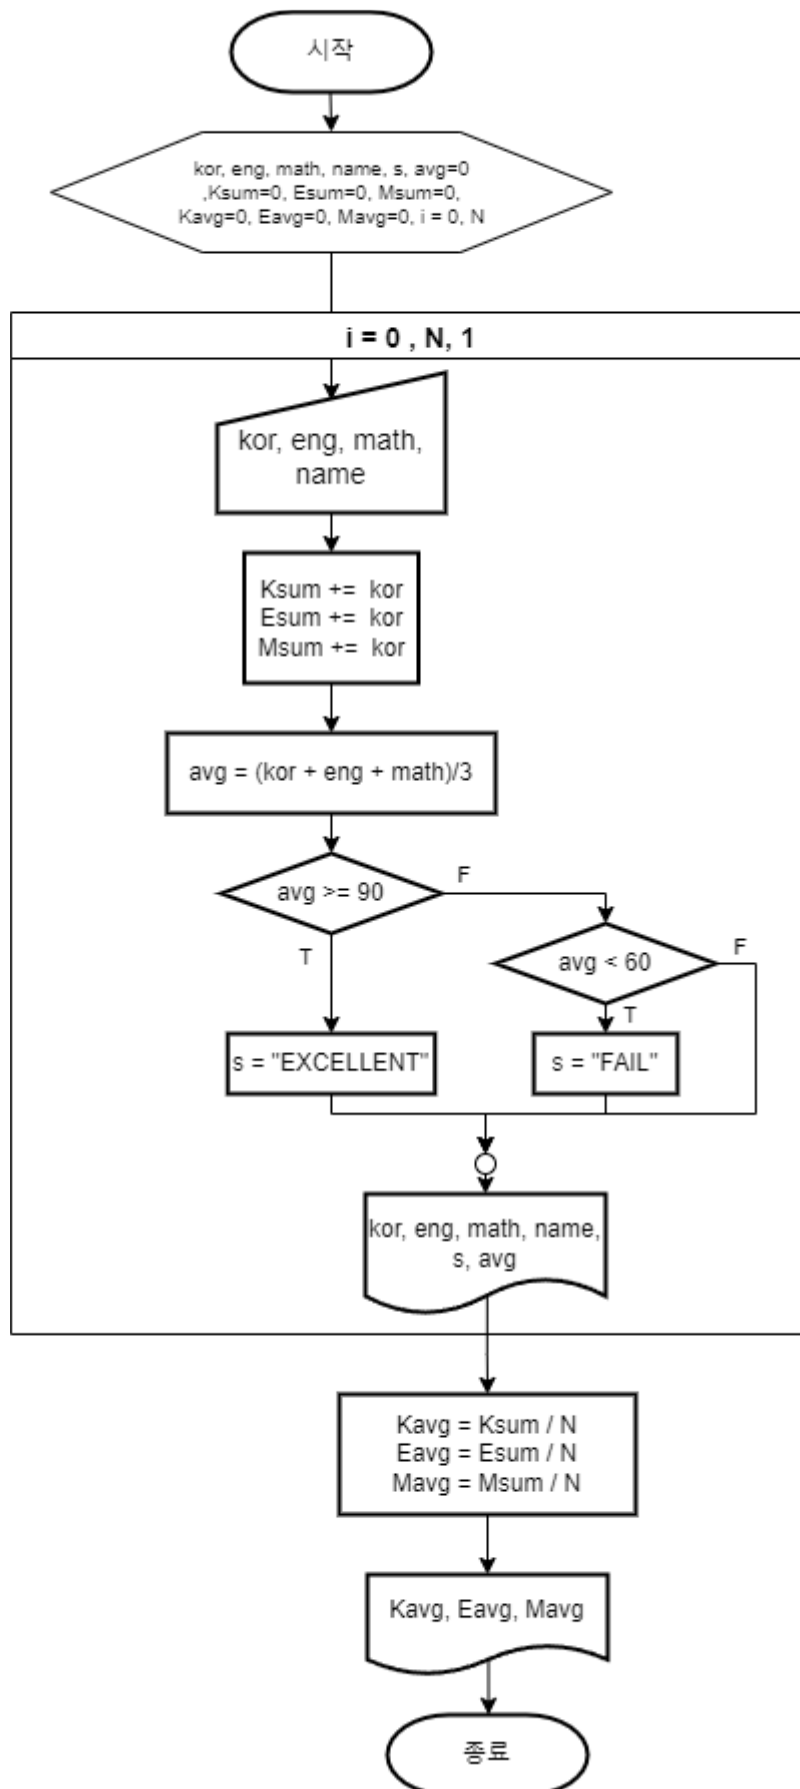 시작
kor, eng, math, name, s, avg=0
,Ksum=0, Esum=0, Msum=0,
Kavg=0, Eavg=0, Mavg=0, i = 0, N
i = 0 , N, 1
kor, eng, math,
name
Ksum += kor
Esum += kor
Msum += kor
avg = (kor + eng + math)/3
avg >= 90
F
T
avg < 60
F
T
s = "EXCELLENT"
s = "FAIL"
kor, eng, math, name,
s, avg
Kavg = Ksum / N
Eavg = Esum / N
Mavg = Msum / N
Kavg, Eavg, Mavg
종료